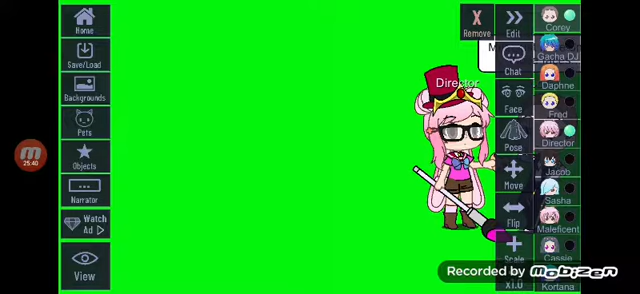 Home
Save/Load
Backgrounds
Pets
Objects
Narrator
Watch
Ad
View
25:40
Director
Remove
Edit
Chat
Face
Pose
Move
Flip
Scale
x1.0
Corey
Gacha DJ
Daphne
Fred
Director
Jacob
Sasha
Maleficent
Cassie
Kortana
Recorded by mobizen